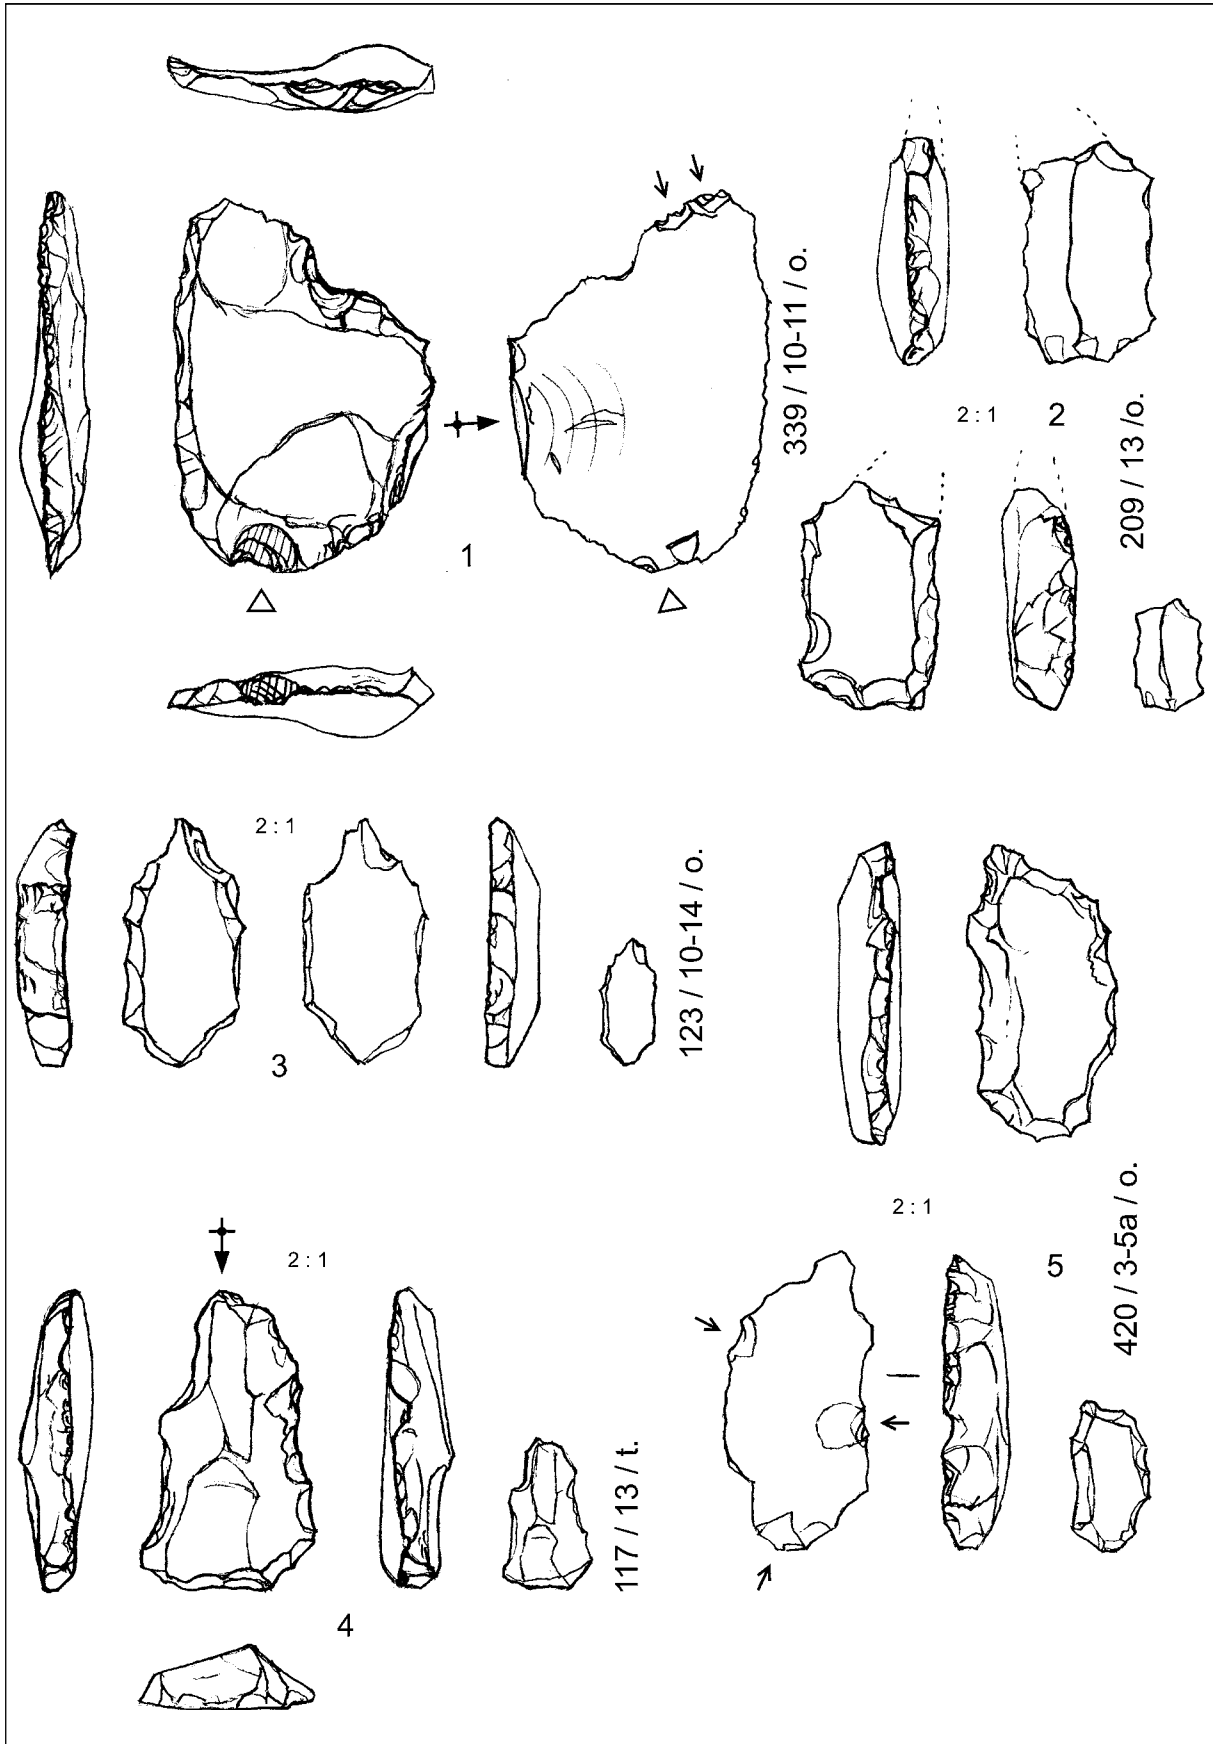 1
339 / 10-11 / o.
2 : 1
2
209 / 13 /o.
2 : 1
3
123 / 10-14 / o.
2 : 1
4
117 / 13 / t.
2 : 1
5
420 / 3-5a / o.